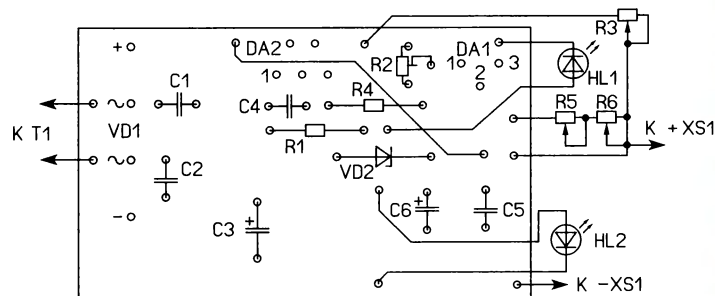 R3
+
DA2
DA1
R2
1
3
1
2
HL1
C1
C4
R4
R5
R6
К T1
~
VD1
К +XS1
R1
~
C2
VD2
-
C3
+
C6
+
C5
HL2
К -XS1